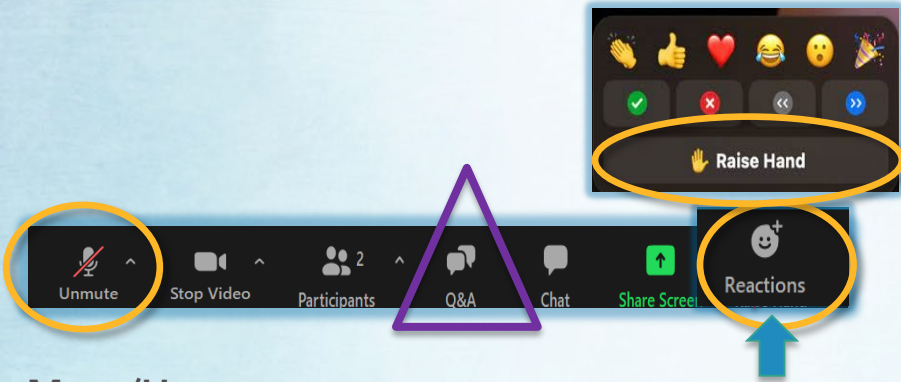 Raise Hand
Unmute
Stop Video
2
Participants
Q&A
Chat
Share Screen
Reactions